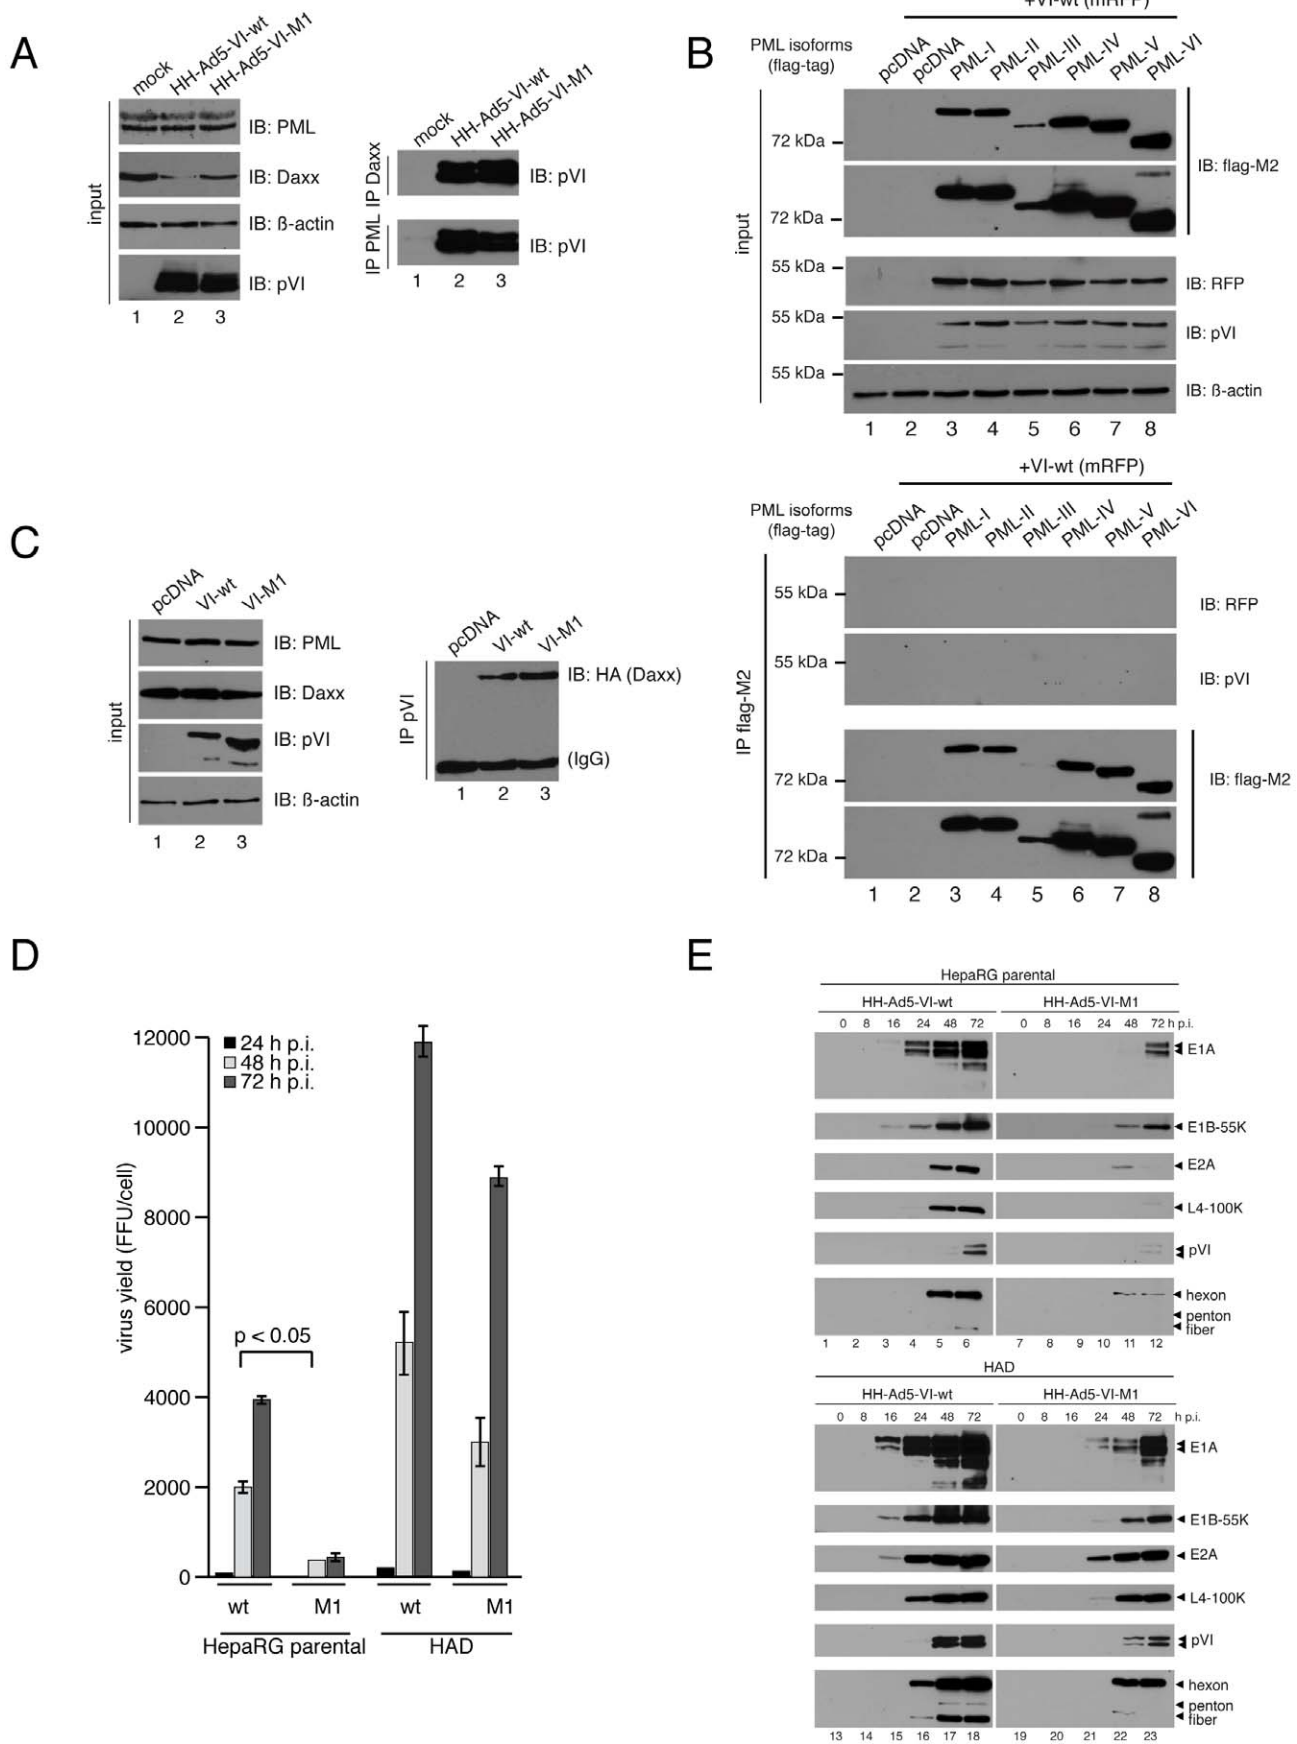 A
mock
HH-Ad5-VI-wt
HH-Ad5-VI-M1
input
IB: PML
IB: Daxx
IB: ß-actin
IB: pVI
1 2 3
mock
HH-Ad5-VI-wt
HH-Ad5-VI-M1
IP Daxx
IB: pVI
IP PML
IB: pVI
1 2 3
B
+VI-wt (mRFP)
PML isoforms
(flag-tag)
pcDNA
pcDNA
PML-I
PML-II
PML-III
PML-IV
PML-V
PML-VI
input
72 kDa
IB: flag-M2
72 kDa
55 kDa
IB: RFP
55 kDa
IB: pVI
55 kDa
IB: ß-actin
1 2 3 4 5 6 7 8
+VI-wt (mRFP)
PML isoforms
(flag-tag)
pcDNA
pcDNA
PML-I
PML-II
PML-III
PML-IV
PML-V
PML-VI
IP flag-M2
55 kDa
IB: RFP
55 kDa
IB: pVI
72 kDa
IB: flag-M2
72 kDa
1 2 3 4 5 6 7 8
C
pcDNA
VI-wt
VI-M1
input
IB: PML
IB: Daxx
IB: pVI
IB: ß-actin
1 2 3
pcDNA
VI-wt
VI-M1
IP pVI
IB: HA (Daxx)
(IgG)
1 2 3
D
virus yield (FFU/cell)
12000
10000
8000
6000
4000
2000
0
24 h p.i.
48 h p.i.
72 h p.i.
p < 0.05
wt M1 wt M1
HepaRG parental HAD
E
HepaRG parental
HH-Ad5-VI-wt HH-Ad5-VI-M1
0 8 16 24 48 72 0 8 16 24 48 72 h p.i.
E1A
E1B-55K
E2A
L4-100K
pVI
hexon
penton
fiber
1 2 3 4 5 6 7 8 9 10 11 12
HAD
HH-Ad5-VI-wt HH-Ad5-VI-M1
0 8 16 24 48 72 0 8 16 24 48 72 h p.i.
E1A
E1B-55K
E2A
L4-100K
pVI
hexon
penton
fiber
13 14 15 16 17 18 19 20 21 22 23